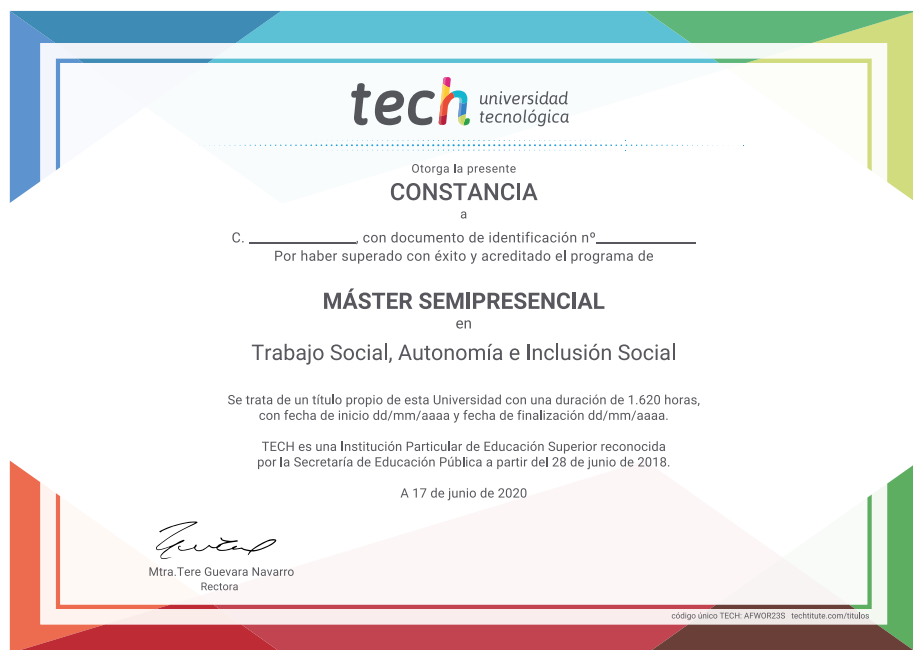 tech universidad
tecnológica
Otorga la presente
CONSTANCIA
a
C. ____________, con documento de identificación nº___________
Por haber superado con éxito y acreditado el programa de
MÁSTER SEMIPRESENCIAL
en
Trabajo Social, Autonomía e Inclusión Social
Se trata de un título propio de esta Universidad con una duración de 1.620 horas,
con fecha de inicio dd/mm/aaaa y fecha de finalización dd/mm/aaaa.
TECH es una Institución Particular de Educación Superior reconocida
por la Secretaría de Educación Pública a partir del 28 de junio de 2018.
A 17 de junio de 2020
Mtra.Tere Guevara Navarro
Rectora
código único TECH: AFWOR23S techtitute.com/titulos